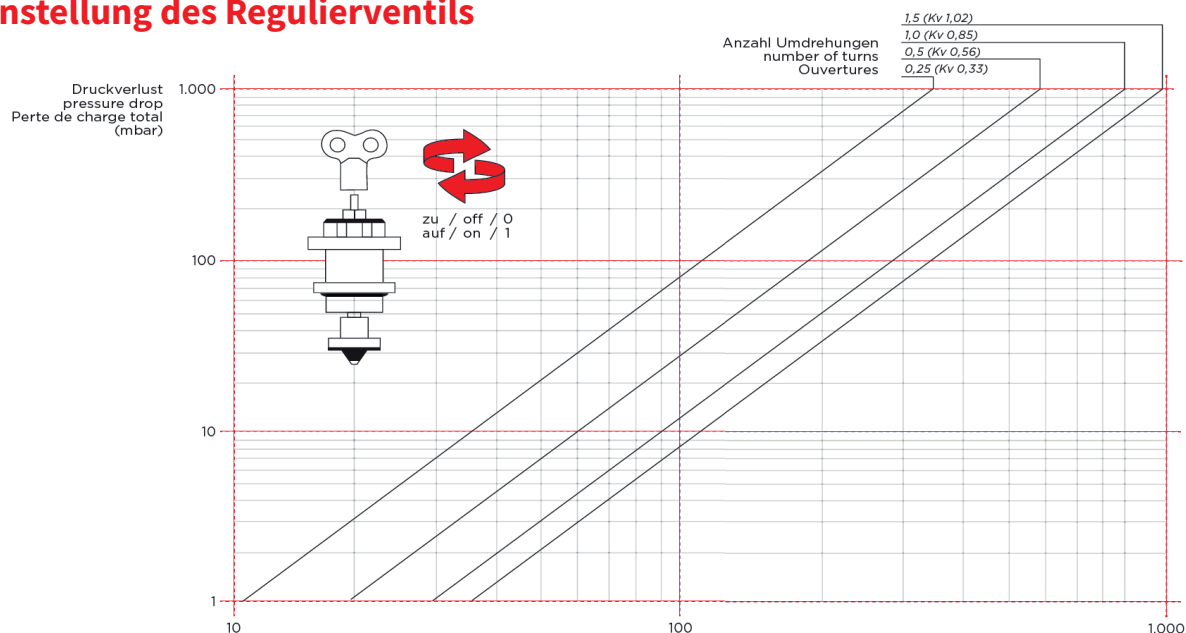 nstellung des Regulierventils
1,5 (Kv 1,02)
1,0 (Kv 0,85)
0,5 (Kv 0,56)
0,25 (Kv 0,33)
Anzahl Umdrehungen
number of turns
Ouvertures
Druckverlust
pressure drop
Perte de charge total
(mbar)
1.000
100
10
1
zu / off / 0
auf / on / 1
10
100
1.000